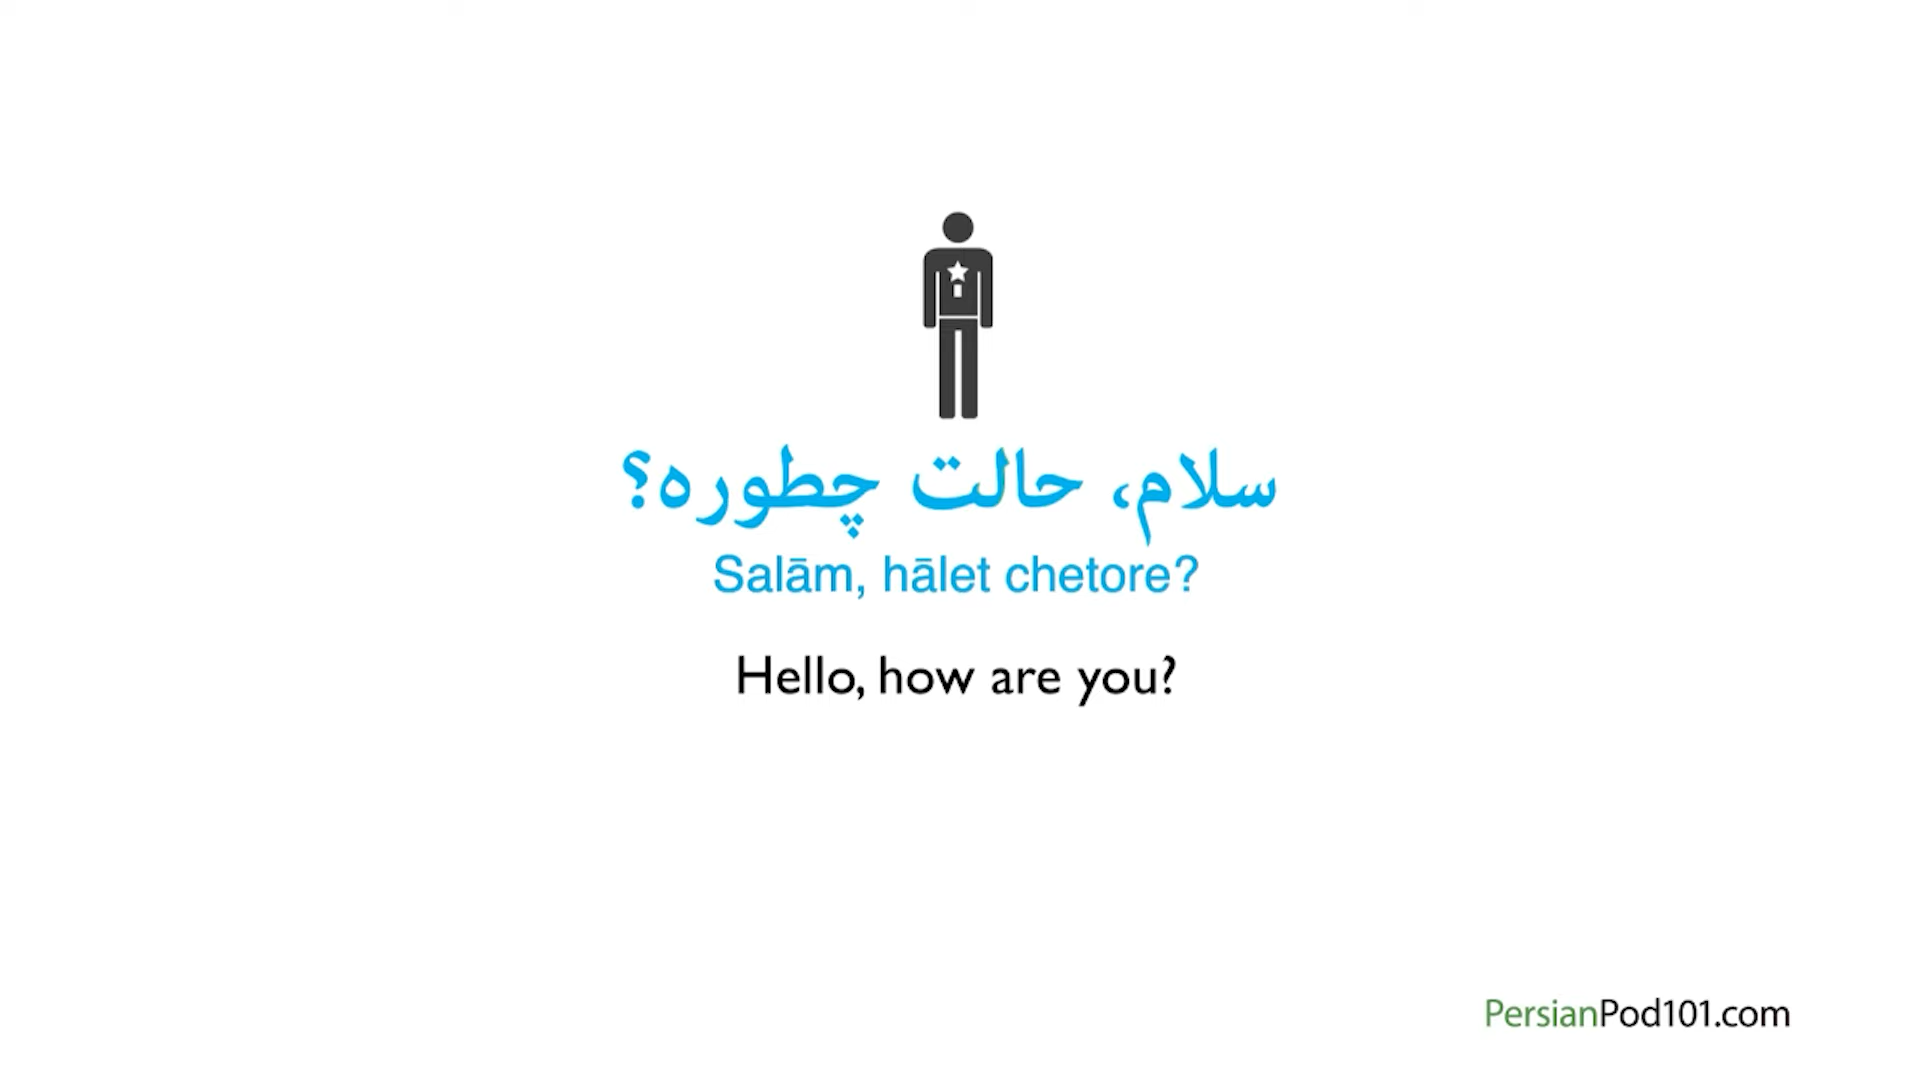 سلام، حالت چطوره؟
Salām, hālet chetore?
Hello, how are you?
PersianPod101.com